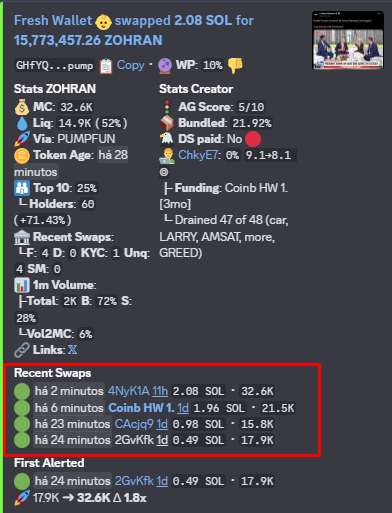 Fresh Wallet 👶 swapped 2.08 SOL for
15,773,457.26 ZOHRAN
GHfYQ...pump 📋 Copy · 🔮 WP: 10% 👎
Stats ZOHRAN
💰 MC: 32.6K
💧 Liq: 14.9K (52%)
🚀 Via: PUMPFUN
🪙 Token Age: há 28
minutos
👪 Top 10: 25%
└ Holders: 60
(+71.43%)
🏛️ Recent Swaps:
└F: 4 D: 0 KYC: 1 Unq:
4 SM: 0
📊 1m Volume:
├Total: 2K B: 72% S:
28%
└Vol2MC: 6%
🔗 Links: X
Stats Creator
🚦 AG Score: 5/10
Bundled: 21.92%
🦅 DS paid: No 🔴
👨‍💻 ChkyE7: 0% 9.1→8.1
├ Funding: Coinb HW 1.
[3mo]
└ Drained 47 of 48 (car,
LARRY, AMSAT, more,
GREED)
Recent Swaps
🟢 há 2 minutos 4NyK1A 11h 2.08 SOL · 32.6K
🟢 há 6 minutos Coinb HW 1. 1d 1.96 SOL · 21.5K
🟢 há 23 minutos CAcjq9 1d 0.98 SOL · 15.8K
🟢 há 24 minutos 2GvKfk 1d 0.49 SOL · 17.9K
First Alerted
🟢 há 24 minutos 2GvKfk 1d 0.49 SOL · 17.9K
🚀 17.9K ➔ 32.6K Δ 1.8x